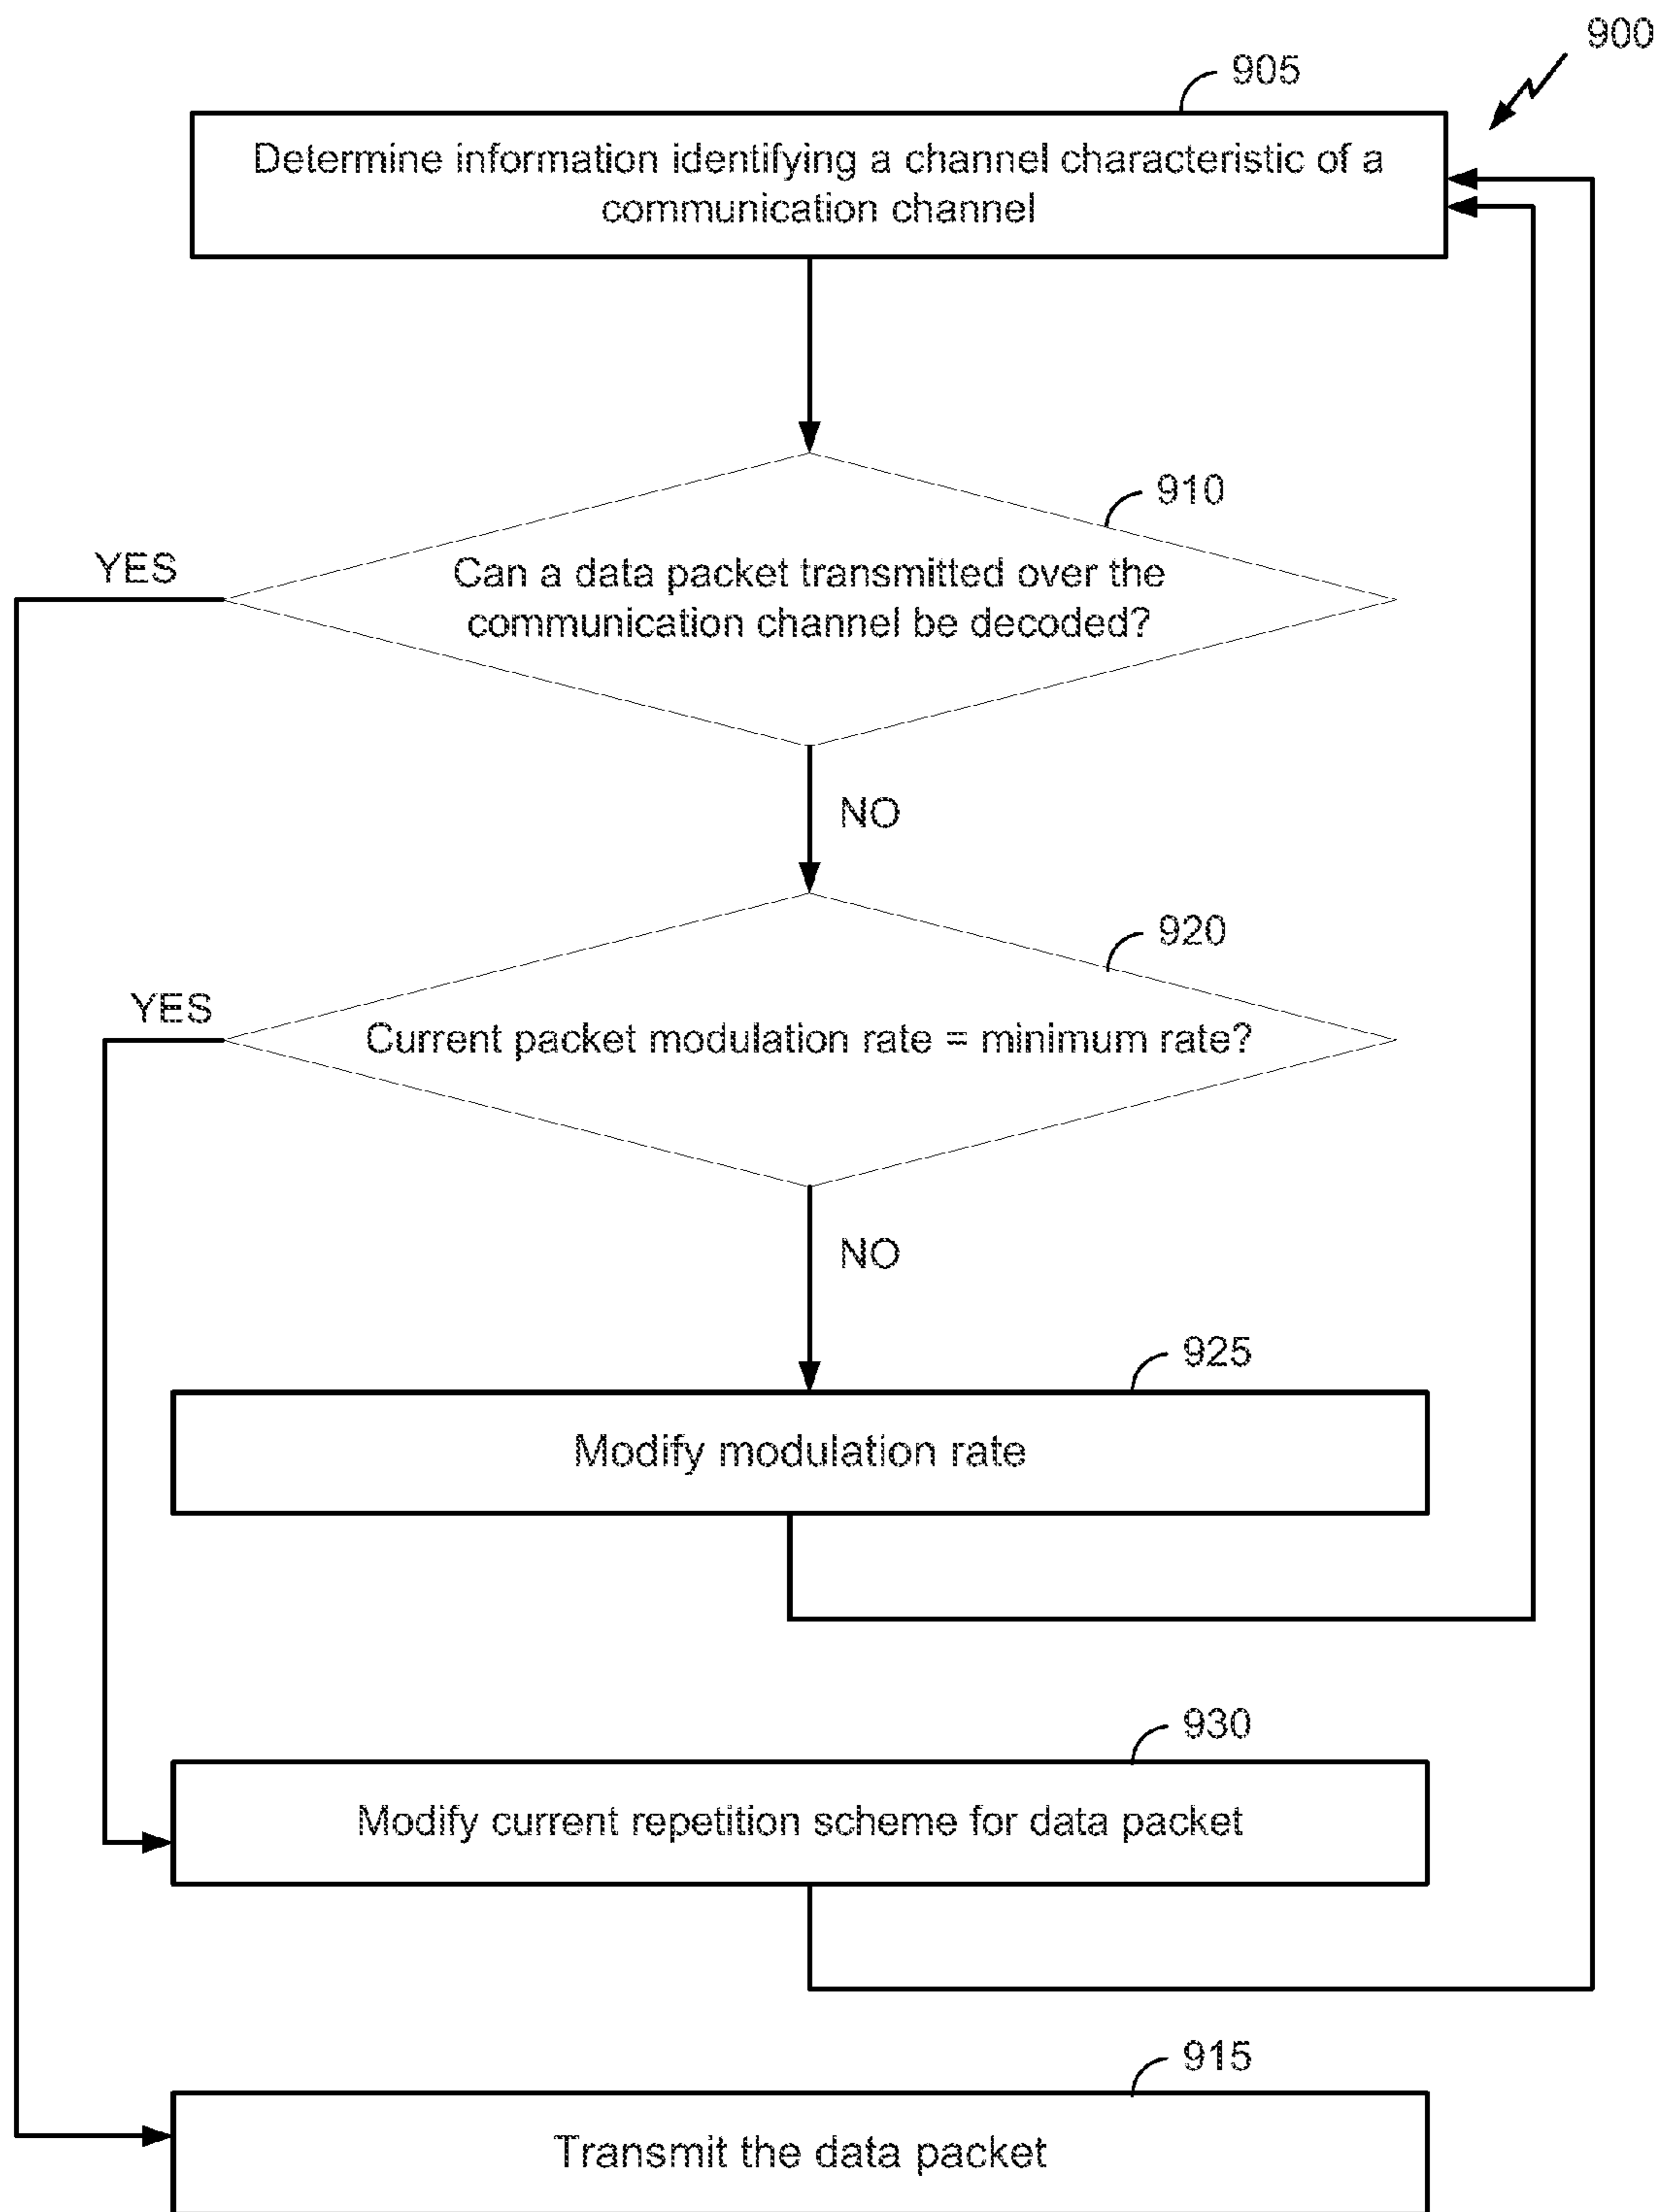 900
905
Determine information identifying a channel characteristic of a
communication channel
910
YES
Can a data packet transmitted over the
communication channel be decoded?
NO
920
YES
Current packet modulation rate = minimum rate?
NO
925
Modify modulation rate
930
Modify current repetition scheme for data packet
915
Transmit the data packet